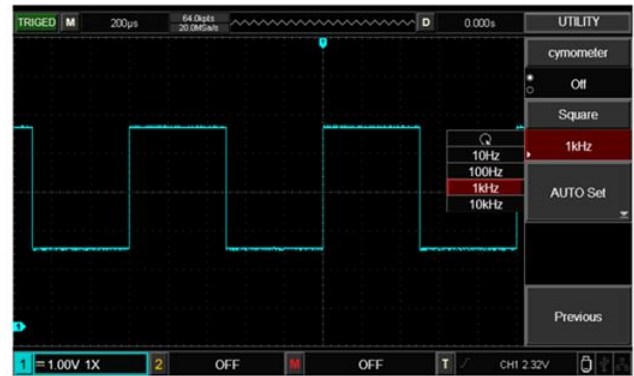 TRIGED M 200μs 64.0kpts D 0.000s UTILITY
20.0MSa/s
cymometer
Off
Square
1kHz
10Hz
100Hz
1kHz
10kHz
AUTO Set
Previous
1
1 1.00V 1X 2 OFF M OFF T CH1 2.32V